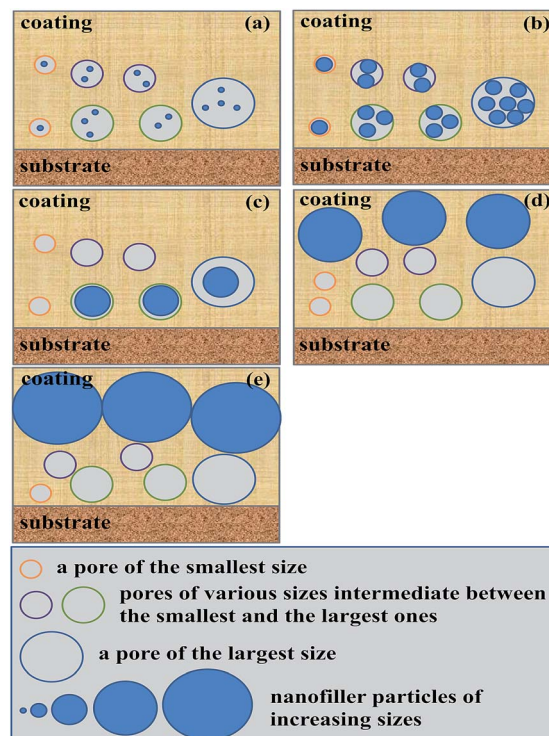 coating (a)
substrate
coating (b)
substrate
coating
(c)
substrate
coating (d)
substrate
coating
(e)
substrate
a pore of the smallest size
pores of various sizes intermediate between
the smallest and the largest ones
a pore of the largest size
nanofiller particles of
increasing sizes